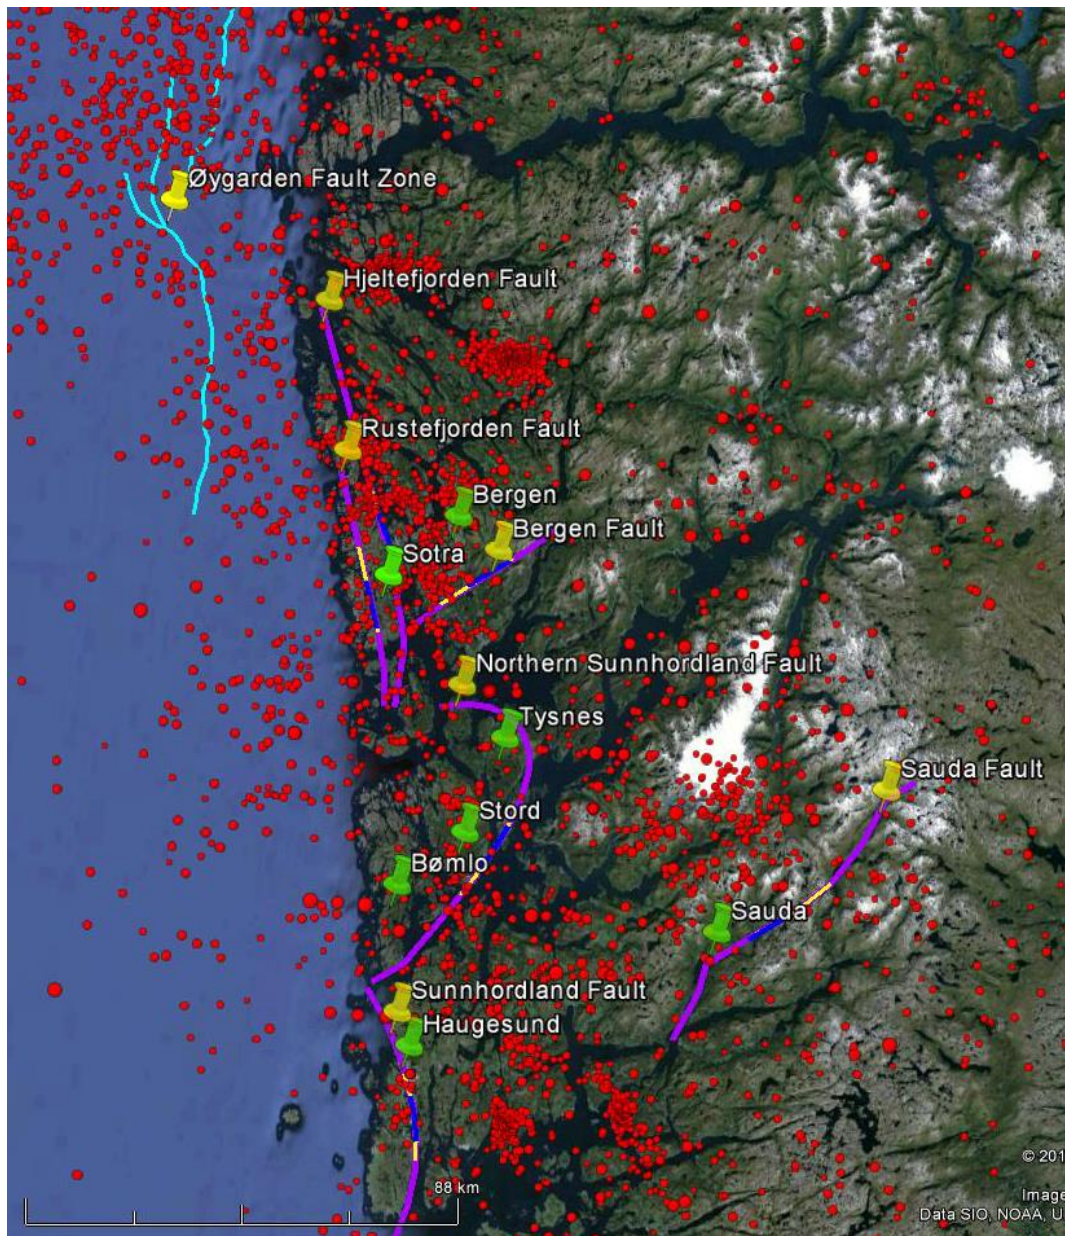 Øygarden Fault Zone
Hjeltefjorden Fault
Rustefjorden Fault
Bergen
Bergen Fault
Sotra
Northern Sunnhordland Fault
Tysnes
Sauda Fault
Stord
Bømlo
Sauda
Sunnhordland Fault
Haugesund
© 201
88 km
Image
Data SIO, NOAA, U